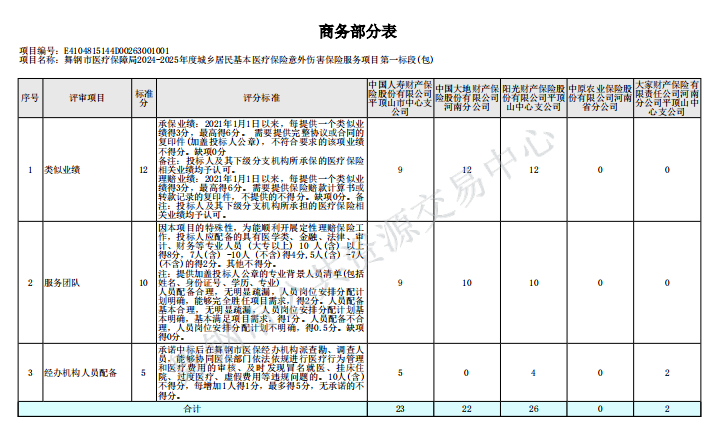 商务部分表
项目编号: E4104815144D00263001001
项目名称: 舞钢市医疗保障局2024-2025年度城乡居民基本医疗保险意外伤害保险服务项目第一标段(包)
序号
评审项目
标准
分
评分标准
中国人寿财产保
险股份有限公司
平顶山市中心支
公司
中国大地财产保
险股份有限公司
河南分公司
阳光财产保险股
份有限公司平顶
山中心支公司
中原农业保险股
份有限公司河南
省分公司
大家财产保险有
限责任公司河南
分公司平顶山中
心支公司
1
类似业绩
12
承保业绩: 2021年1月1日以来, 每提供一个类似业
绩得3分, 最高得6分。 需要提供完整协议或合同的
复印件(加盖投标人公章), 不符合要求的该项业绩
不得分。缺项0分
备注: 投标人及其下级分支机构所承保的医疗保险
相关业绩均予认可。
理赔业绩: 2021年1月1日以来, 每提供一个类似业
绩得3分, 最高得6分。需要提供保险赔款计算书或
转款记录的复印件, 不提供的不得分。缺项0分。备
注: 投标人及其下级分支机构所承担的医疗保险相
关业绩均予认可。
9
12
12
0
0
2
服务团队
10
因本项目的特殊性, 为能顺利开展定性理赔保险工
作, 投标人应配备的具有医学类、金融、法律、审
计、财务等专业人员 (大专以上) 10 人(含) 以上
得8分, 7人(含) -10人 (不含)得4分,5人(含) -7人
(不含)的得2分。其他不得分。
注: 提供加盖投标人公章的专业背景人员清单(包括
姓名、身份证号、学历、专业)
人员配备合理, 无明显疏漏, 人员岗位安排分配计
划明确, 能够完全胜任项目需求, 得2分。人员配备
基本合理, 无明显疏漏, 人员岗位安排分配计划基
本明确, 基本满足项目需求, 得1分。人员配备不合
理, 人员岗位安排分配计划不明确, 得0.5分。缺项
得0分。
9
10
10
0
0
3
经办机构人员配备
5
承诺中标后在舞钢市医保经办机构派查勘、调查人
员, 能够协同医保部门依法依规进行医疗行为管理
和医疗费用的审核、及时发现冒名就医、挂床住
院、过度医疗、虚假费用等违规问题的。10人(含)
不得分, 每增加1人得1分, 最多得5分, 无承诺的不
得分。
5
0
4
0
2
合计
23
22
26
0
2
资源交易中心